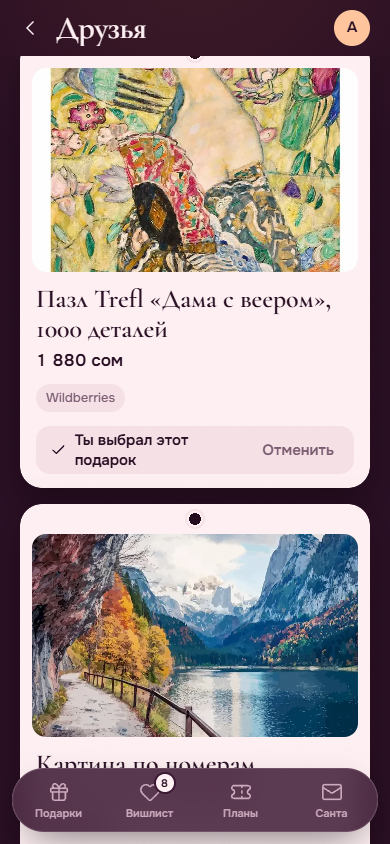 Друзья
A
Пазл Trefl «Дама с веером»,
1000 деталей
1 880 сом
Wildberries
Ты выбрал этот
подарок
Отменить
Картина по номерам
8
Подарки
Вишлист
Планы
Санта